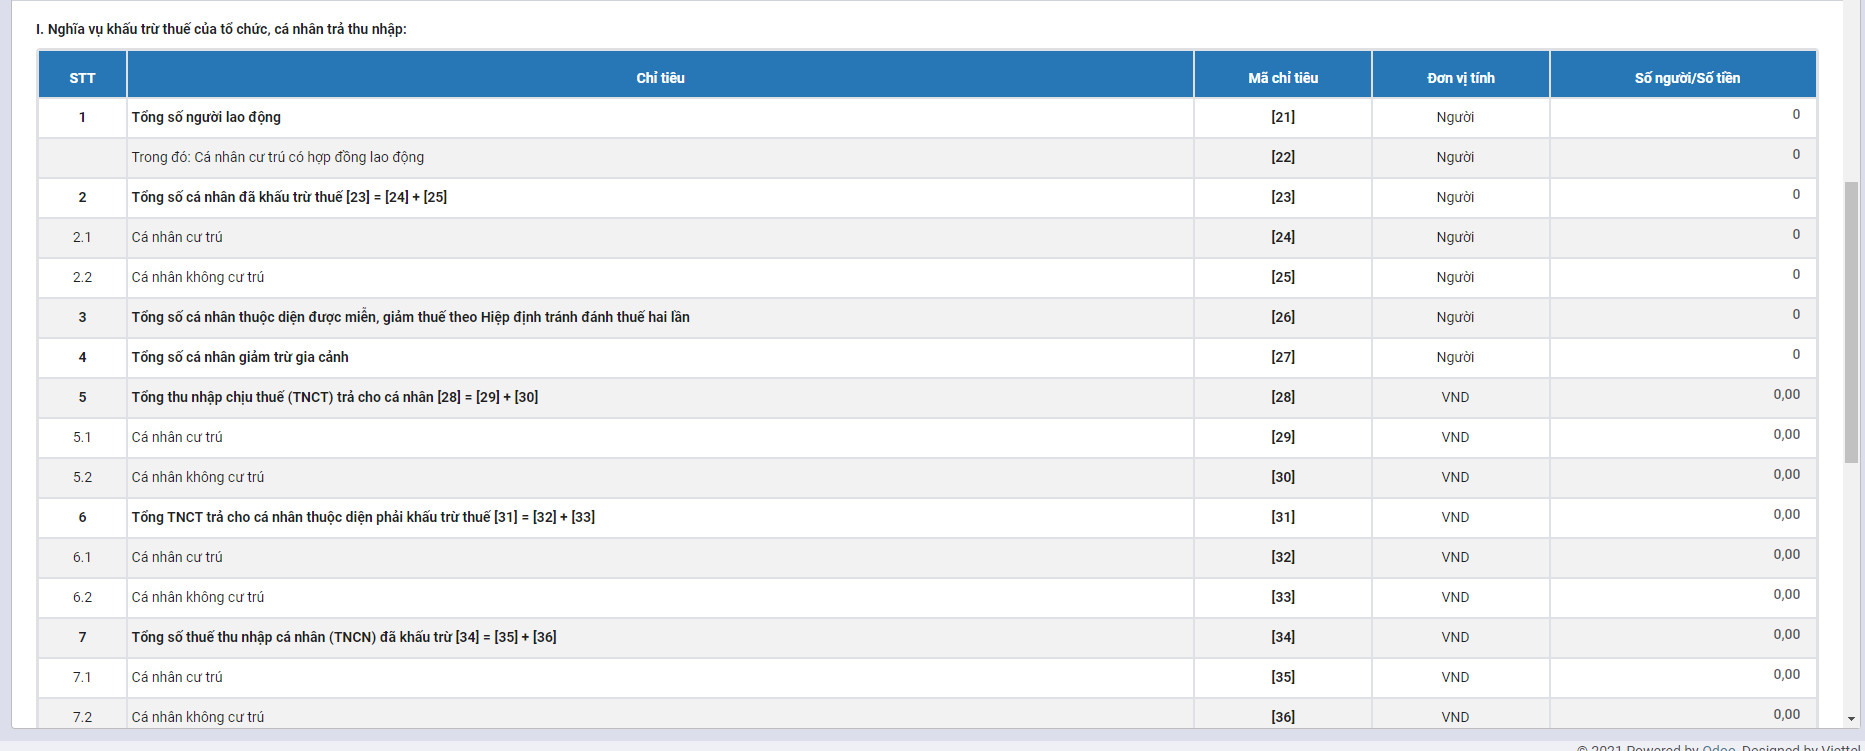 I. Nghĩa vụ khấu trừ thuế của tổ chức, cá nhân trả thu nhập:
STT Chỉ tiêu Mã chỉ tiêu Đơn vị tính Số người/Số tiền
1 Tổng số người lao động [21] Người 0
Trong đó: Cá nhân cư trú có hợp đồng lao động [22] Người 0
2 Tổng số cá nhân đã khấu trừ thuế [23] = [24] + [25] [23] Người 0
2.1 Cá nhân cư trú [24] Người 0
2.2 Cá nhân không cư trú [25] Người 0
3 Tổng số cá nhân thuộc diện được miễn, giảm thuế theo Hiệp định tránh đánh thuế hai lần [26] Người 0
4 Tổng số cá nhân giảm trừ gia cảnh [27] Người 0
5 Tổng thu nhập chịu thuế (TNCT) trả cho cá nhân [28] = [29] + [30] [28] VND 0,00
5.1 Cá nhân cư trú [29] VND 0,00
5.2 Cá nhân không cư trú [30] VND 0,00
6 Tổng TNCT trả cho cá nhân thuộc diện phải khấu trừ thuế [31] = [32] + [33] [31] VND 0,00
6.1 Cá nhân cư trú [32] VND 0,00
6.2 Cá nhân không cư trú [33] VND 0,00
7 Tổng số thuế thu nhập cá nhân (TNCN) đã khấu trừ [34] = [35] + [36] [34] VND 0,00
7.1 Cá nhân cư trú [35] VND 0,00
7.2 Cá nhân không cư trú [36] VND 0,00
© 2021 Powered by Odoo. Designed by Viettel